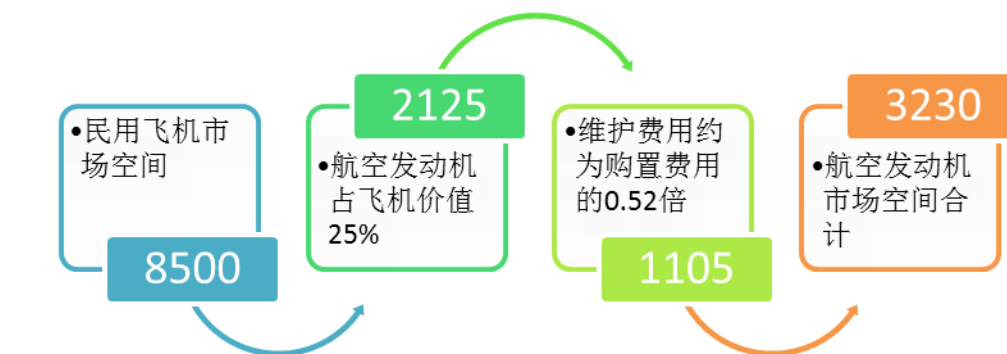 •民用飞机市
场空间
8500
2125
•航空发动机
占飞机价值
25%
•维护费用约
为购置费用
的0.52倍
1105
3230
•航空发动机
市场空间合
计